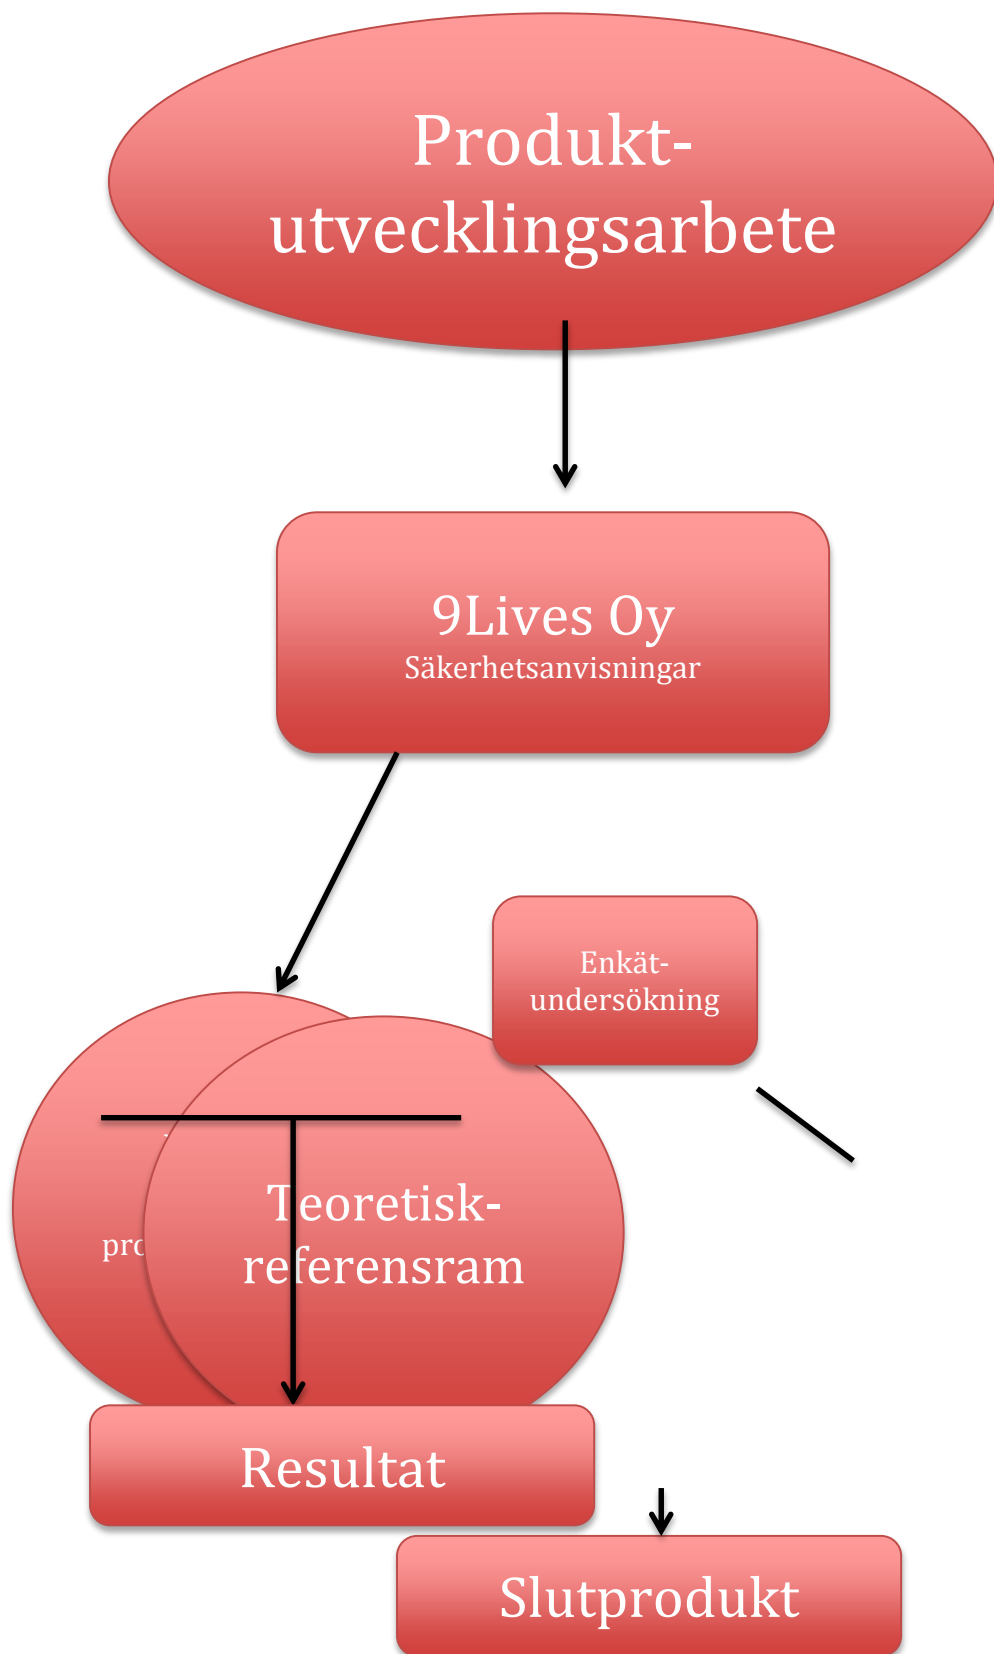 Produkt-
utvecklingsarbete
9Lives Oy
Säkerhetsanvisningar
Enkät-
undersökning
Teoretisk-
referensram
Resultat
Slutprodukt